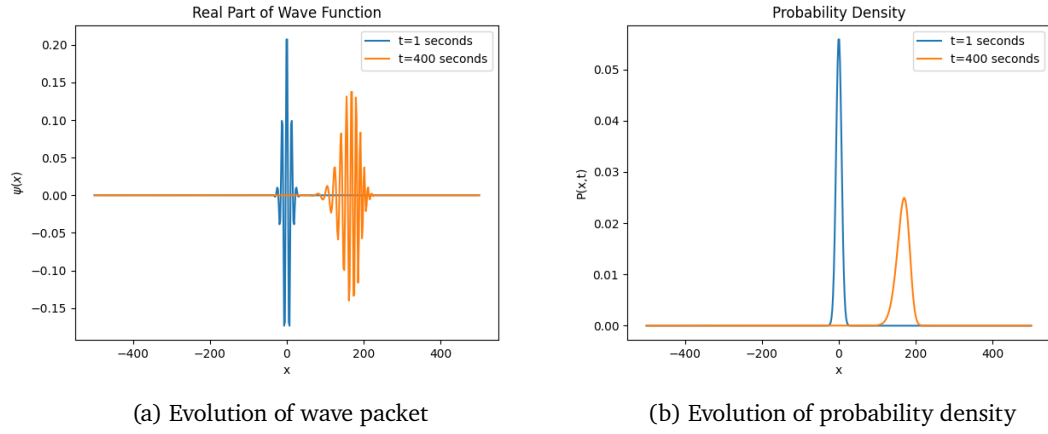 Real Part of Wave Function
t=1 seconds
t=400 seconds
0.20
0.15
0.10
0.05
0.00
−0.05
−0.10
−0.15
ψ(x)
−400
−200
0
200
400
x
(a) Evolution of wave packet
Probability Density
t=1 seconds
t=400 seconds
0.05
0.04
0.03
0.02
0.01
0.00
P(x,t)
−400
−200
0
200
400
x
(b) Evolution of probability density